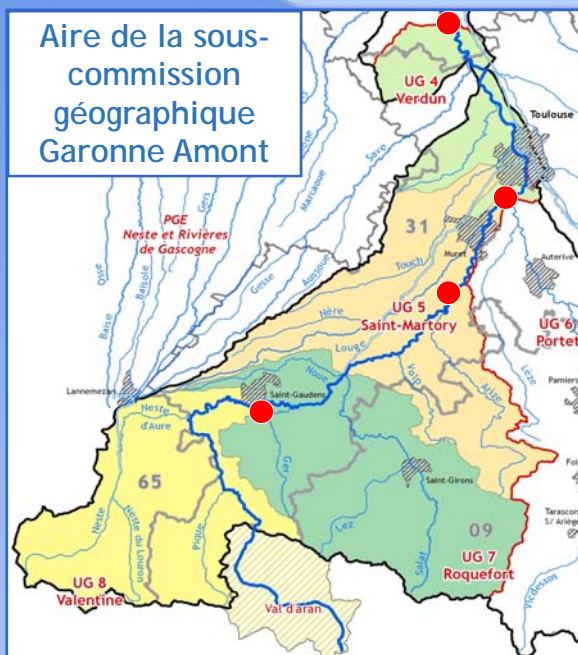 Aire de la sous-
commission
géographique
Garonne Amont
UG 4
Verdun
Toulouse
Save
Gers
Marcaoue
PGE
Neste et Rivières
de Gascogne
Osse
Baïse
Baïsole
Gesse
Aussoue
31
Touch
Muret
Auterive
UG 5
Saint-Martory
UG 6
Portet
Nère
Louge
Lèze
Volp
Arize
Pamiers
Lannemezan
Noue
Saint-Gaudens
Neste
d'Aure
65
Ger
Saint-Girons
Foi
Tarascon
S/ Ariège
Neste
Neste du Louron
Pique
Lez
Salat
09
UG 7
Roquefort
Vicdessos
UG 8
Valentine
Val d'aran